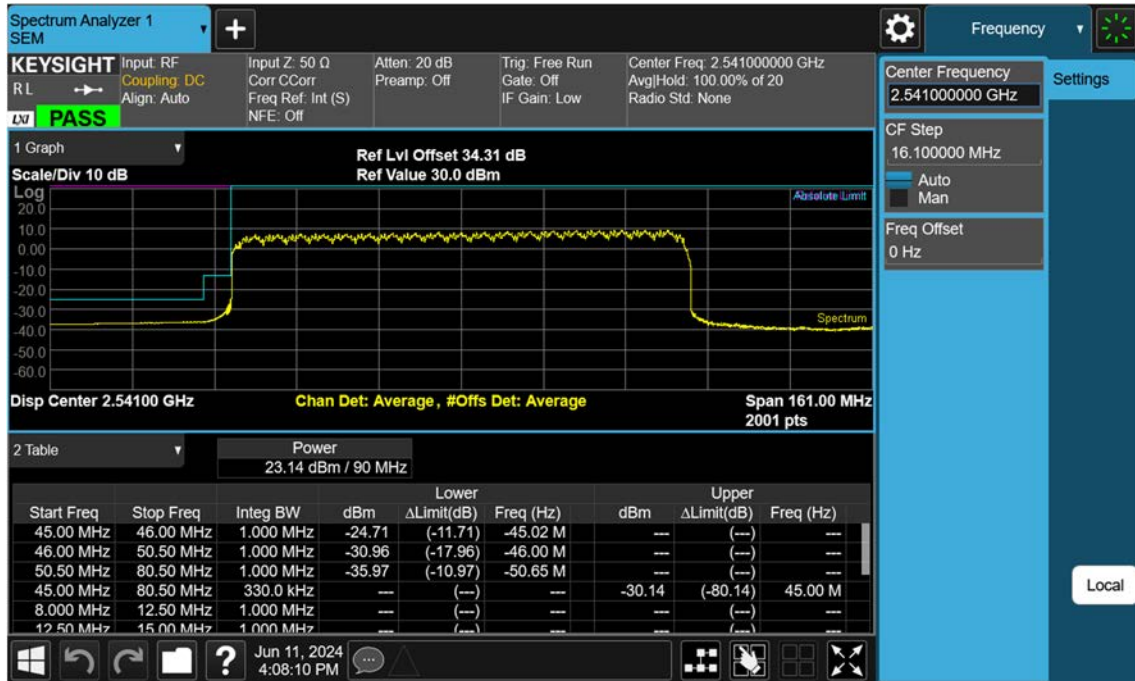 Spectrum Analyzer 1
SEM
Frequency
KEYSIGHT
RL
LXI PASS
Input: RF
Coupling: DC
Align: Auto
Input Z: 50 Ω
Corr CCorr
Freq Ref: Int (S)
NFE: Off
Atten: 20 dB
Preamp: Off
Trig: Free Run
Gate: Off
IF Gain: Low
Center Freq: 2.541000000 GHz
Avg|Hold: 100.00% of 20
Radio Std: None
Center Frequency
2.541000000 GHz
Settings
CF Step
16.100000 MHz
Auto
Man
Freq Offset
0 Hz
Local
1 Graph
Scale/Div 10 dB
Ref Lvl Offset 34.31 dB
Ref Value 30.0 dBm
Log
20.0
10.0
0.00
-10.0
-20.0
-30.0
-40.0
-50.0
-60.0
Absolute Limit
Spectrum
Disp Center 2.54100 GHz
Chan Det: Average, #Offs Det: Average
Span 161.00 MHz
2001 pts
2 Table
Power
23.14 dBm / 90 MHz
Lower Upper
Start Freq Stop Freq Integ BW dBm ΔLimit(dB) Freq (Hz) dBm ΔLimit(dB) Freq (Hz)
45.00 MHz 46.00 MHz 1.000 MHz -24.71 (-11.71) -45.02 M --- (---) ---
46.00 MHz 50.50 MHz 1.000 MHz -30.96 (-17.96) -46.00 M --- (---) ---
50.50 MHz 80.50 MHz 1.000 MHz -35.97 (-10.97) -50.65 M --- (---) ---
45.00 MHz 80.50 MHz 330.0 kHz --- (---) --- -30.14 (-80.14) 45.00 M
8.000 MHz 12.50 MHz 1.000 MHz --- (---) --- --- (---) ---
12.50 MHz 15.00 MHz 1.000 MHz --- (---) --- --- (---) ---
Jun 11, 2024
4:08:10 PM